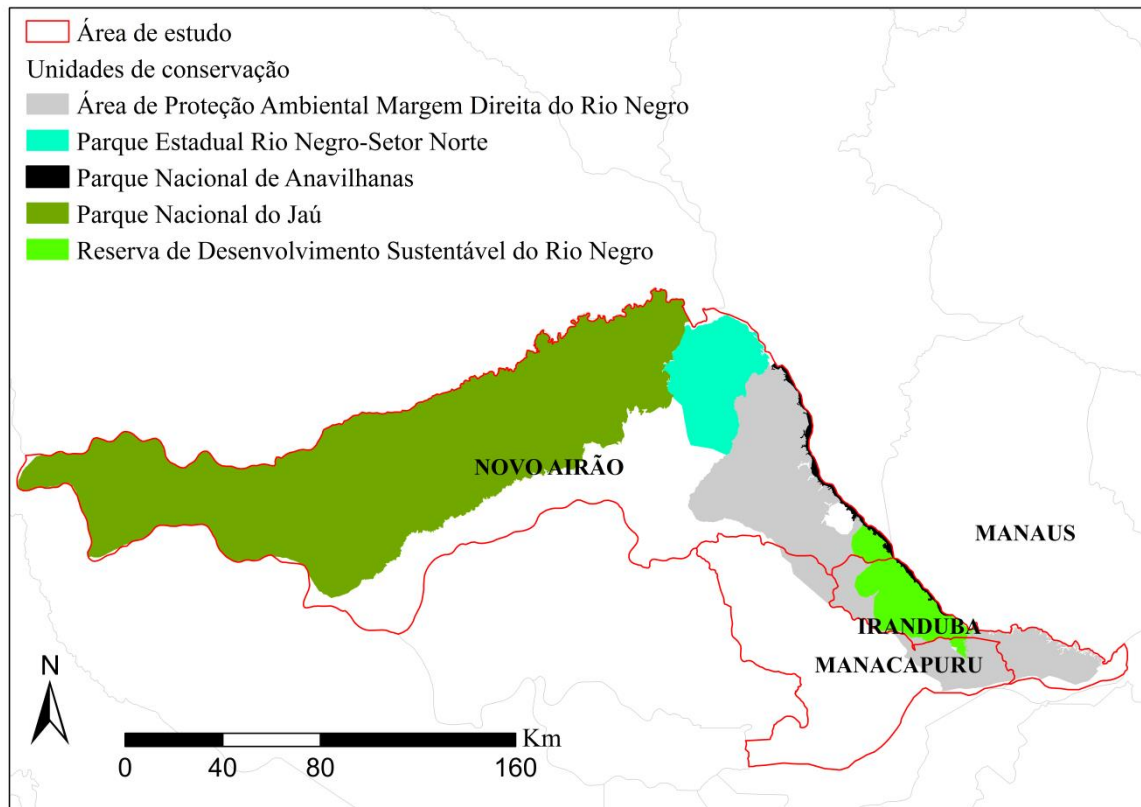 Área de estudo
Unidades de conservação
Área de Proteção Ambiental Margem Direita do Rio Negro
Parque Estadual Rio Negro-Setor Norte
Parque Nacional de Anavilhanas
Parque Nacional do Jaú
Reserva de Desenvolvimento Sustentável do Rio Negro
NOVO AIRÃO
MANAUS
IRANDUBA
MANACAPURU
N
Km
0 40 80 160